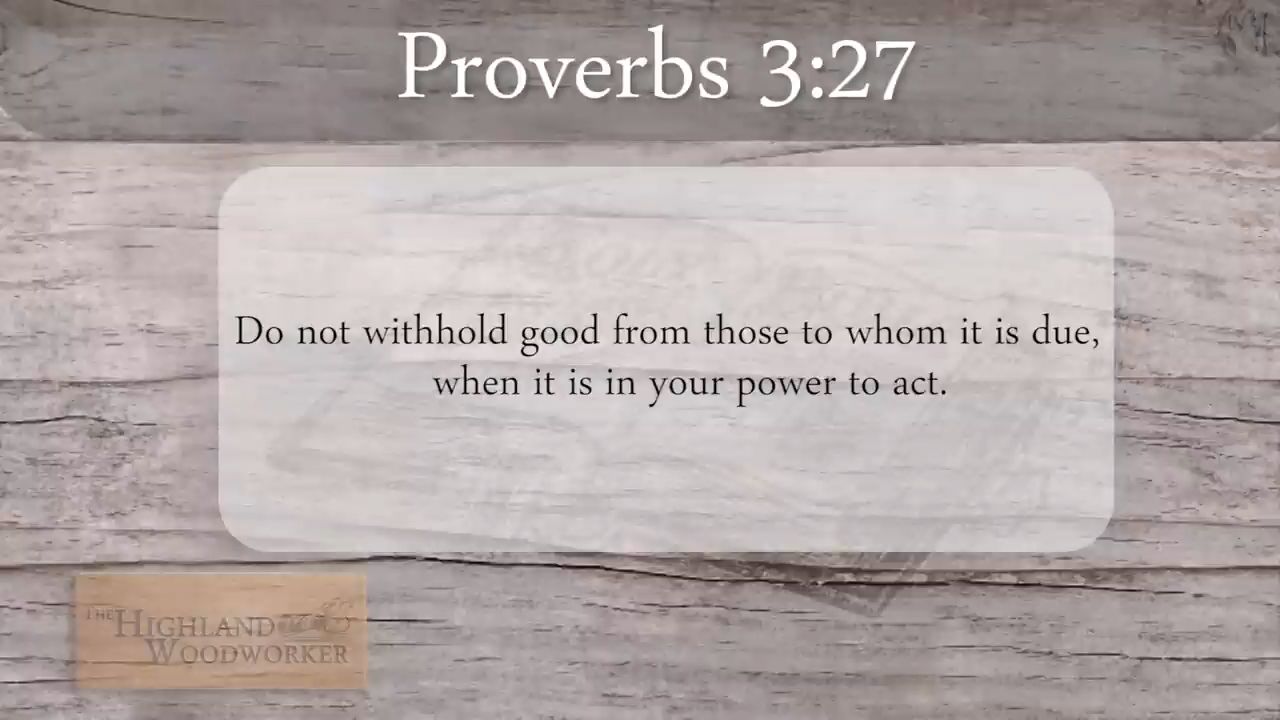 Proverbs 3:27
Do not withhold good from those to whom it is due,
when it is in your power to act.
THE HIGHLAND
WOODWORKER